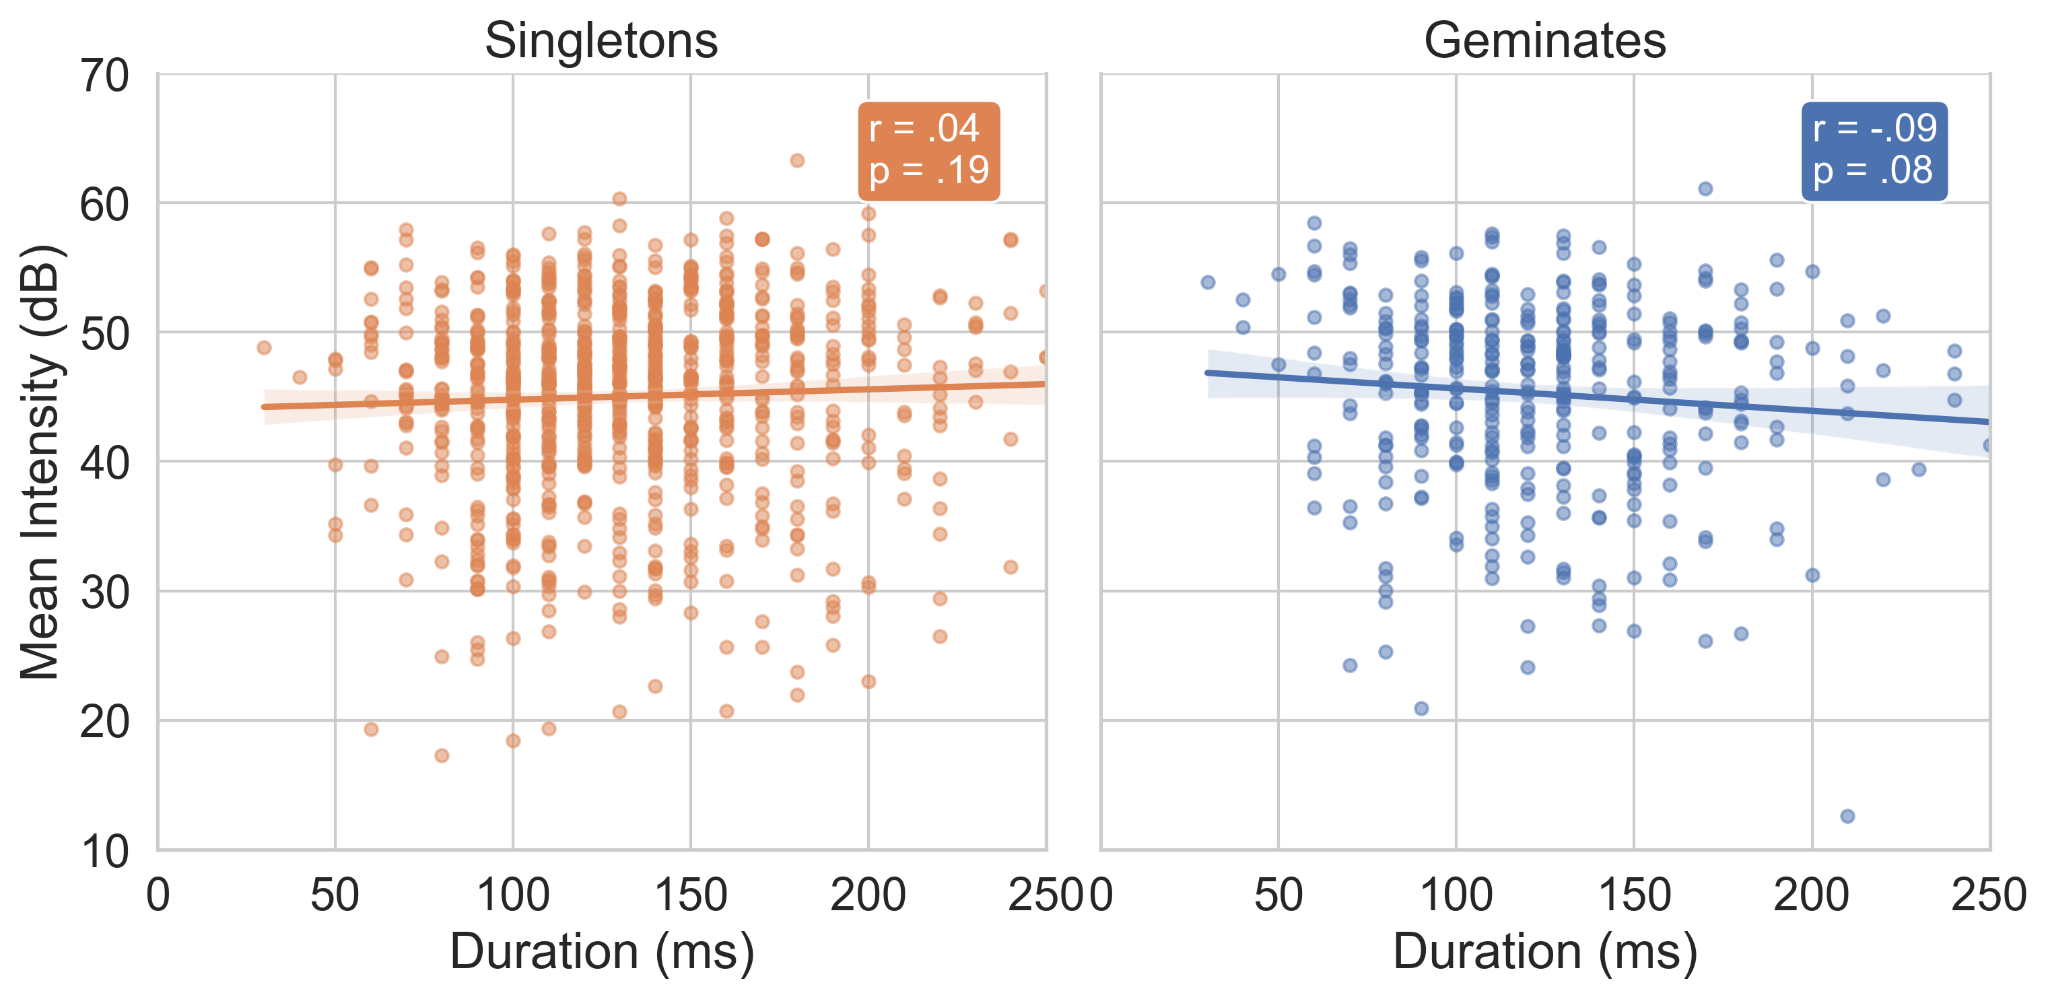 Singletons
Geminates
70
60
50
40
30
20
10
Mean Intensity (dB)
r = .04
p = .19
r = -.09
p = .08
0 50 100 150 200 250
0 50 100 150 200 250
Duration (ms)
Duration (ms)